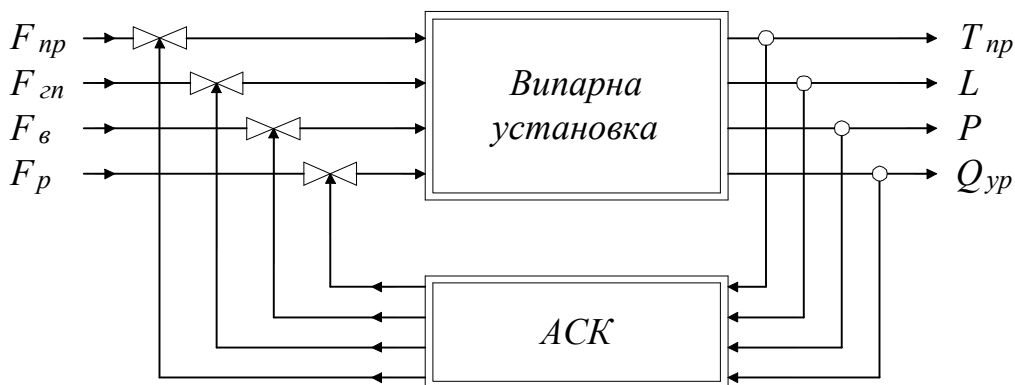 F пр
F гп
F в
F р
Випарна
установка
T пр
L
P
Q ур
АСК